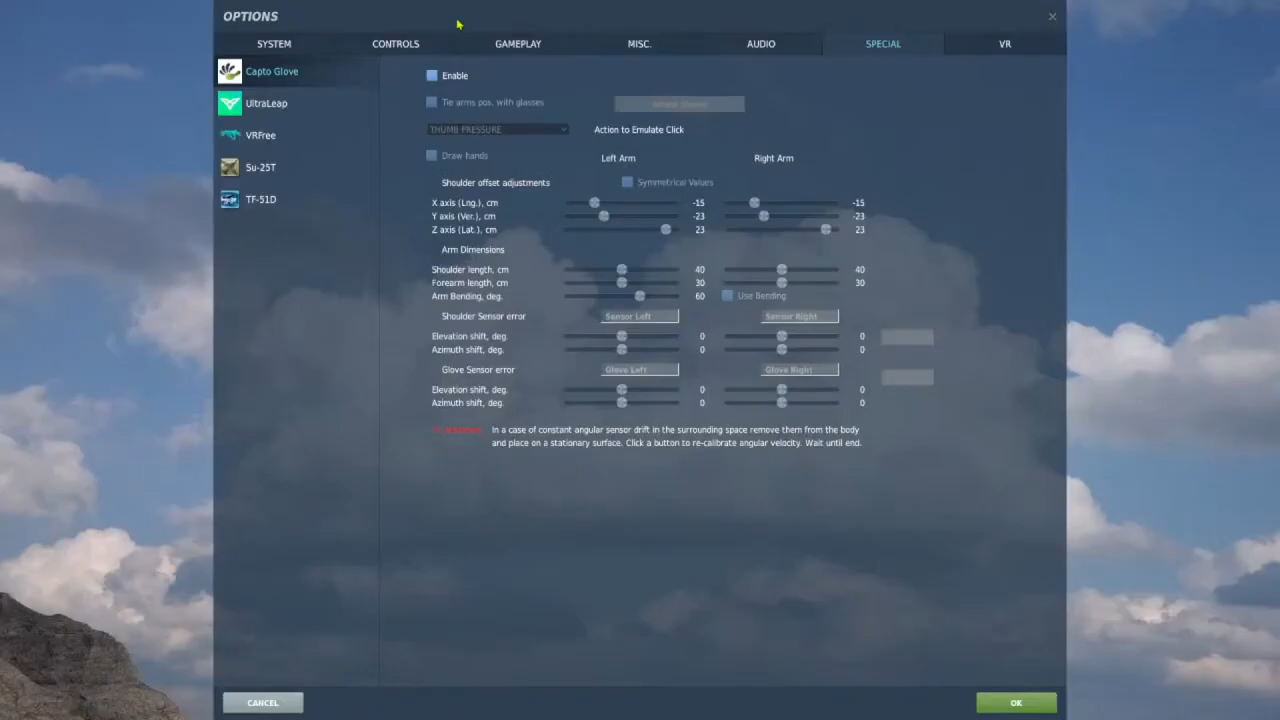 OPTIONS
SYSTEM CONTROLS GAMEPLAY MISC. AUDIO SPECIAL VR
Capto Glove
UltraLeap
VRFree
Su-25T
TF-51D
Enable
Tie arms pos. with glasses
THUMB PRESSURE Action to Emulate Click
Draw hands Left Arm Right Arm
Shoulder offset adjustments Symmetrical Values
X axis (Lng.), cm -15 -15
Y axis (Ver.), cm -23 -23
Z axis (Lat.), cm 23 23
Arm Dimensions
Shoulder length, cm 40 40
Forearm length, cm 30 30
Arm Bending, deg. 60 Use Bending
Shoulder Sensor error Sensor Left Sensor Right
Elevation shift, deg. 0 0
Azimuth shift, deg. 0 0
Glove Sensor error Glove Left Glove Right
Elevation shift, deg. 0 0
Azimuth shift, deg. 0 0
In a case of constant angular sensor drift in the surrounding space remove them from the body
and place on a stationary surface. Click a button to re-calibrate angular velocity. Wait until end.
CANCEL OK